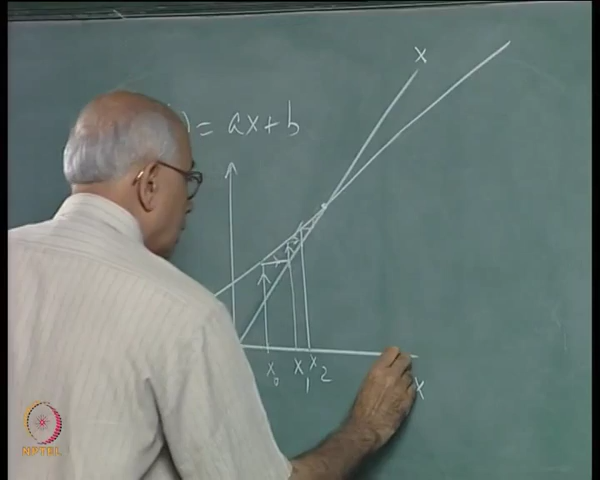 ) = ax + b
x
x₀ x₁ x₂
x
NPTEL